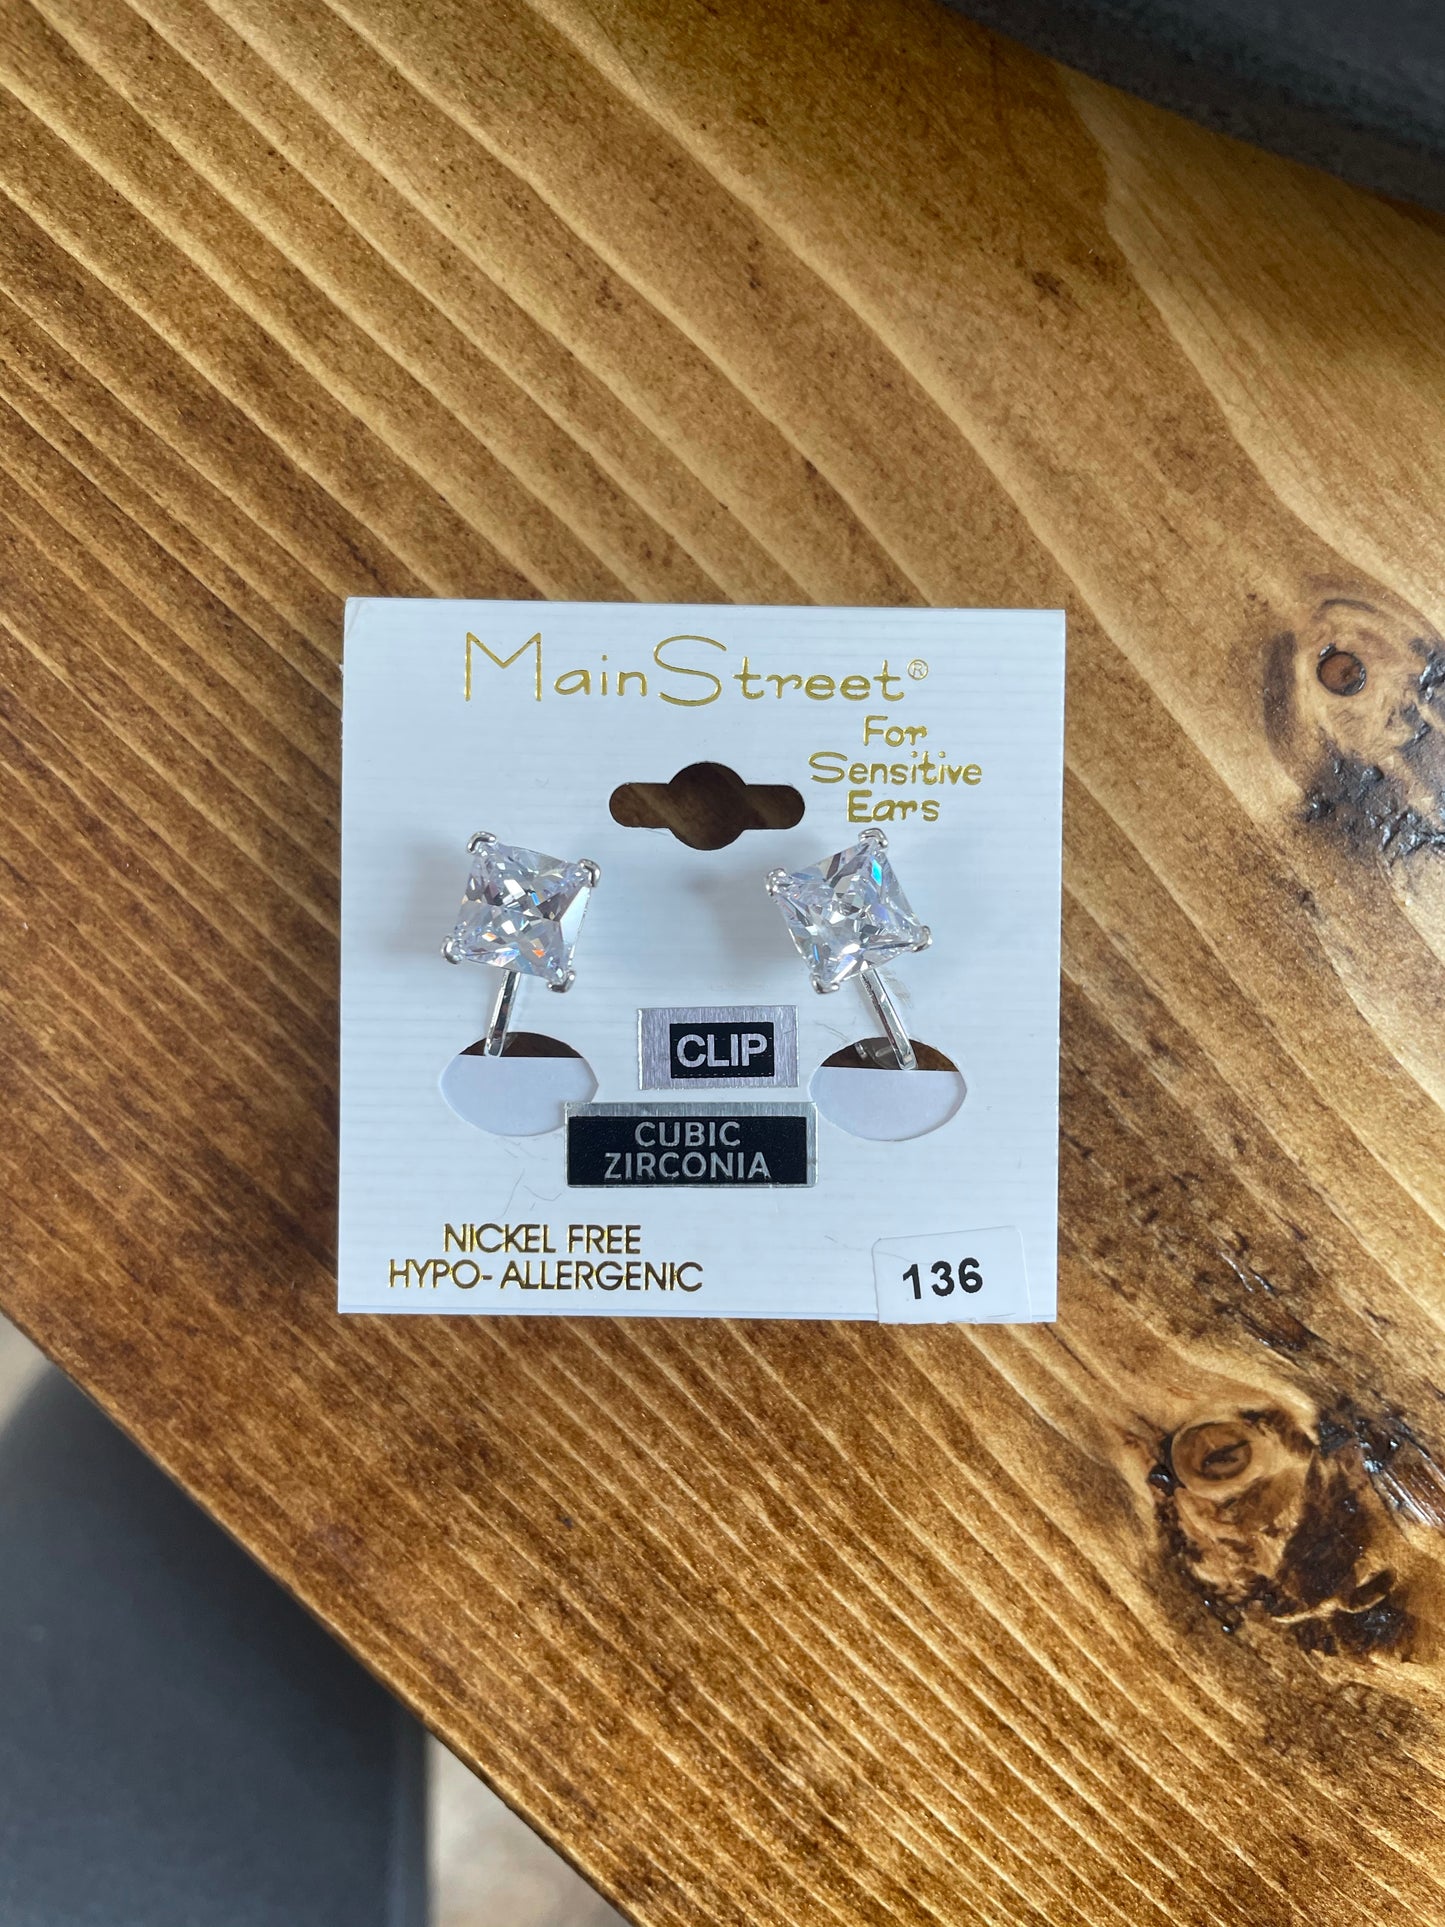 MainStreet®
For
Sensitive
Ears
CLIP
CUBIC
ZIRCONIA
NICKEL FREE
HYPO-ALLERGENIC
136